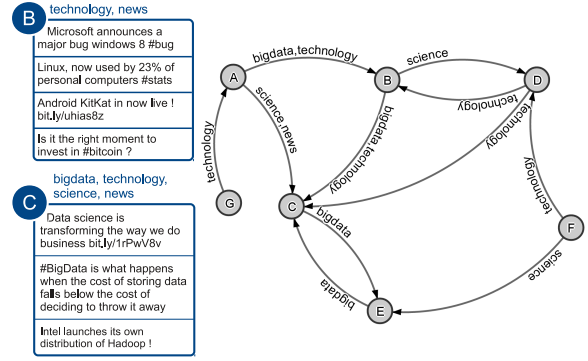 B
technology, news
Microsoft announces a
major bug windows 8 #bug
Linux, now used by 23% of
personal computers #stats
Android KitKat in now live !
bit.ly/uhias8z
Is it the right moment to
invest in #bitcoin ?
C
bigdata, technology,
science, news
Data science is
transforming the way we do
business bit.ly/1rPwV8v
#BigData is what happens
when the cost of storing data
falls below the cost of
deciding to throw it away
Intel launches its own
distribution of Hadoop !
A
bigdata,technology
B
science
D
technology
technology
technology
science,news
bigdata,technology
technology
G
C
bigdata
bigdata
E
F
science